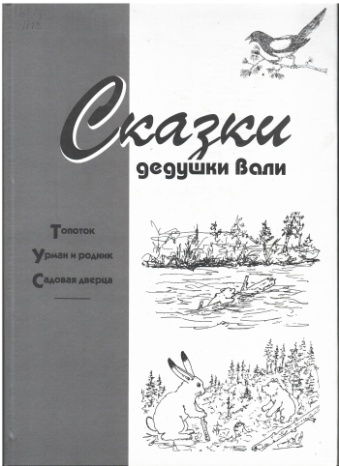 Сказки
дедушки Вали
Топоток
Урман и родник
Садовая дверца